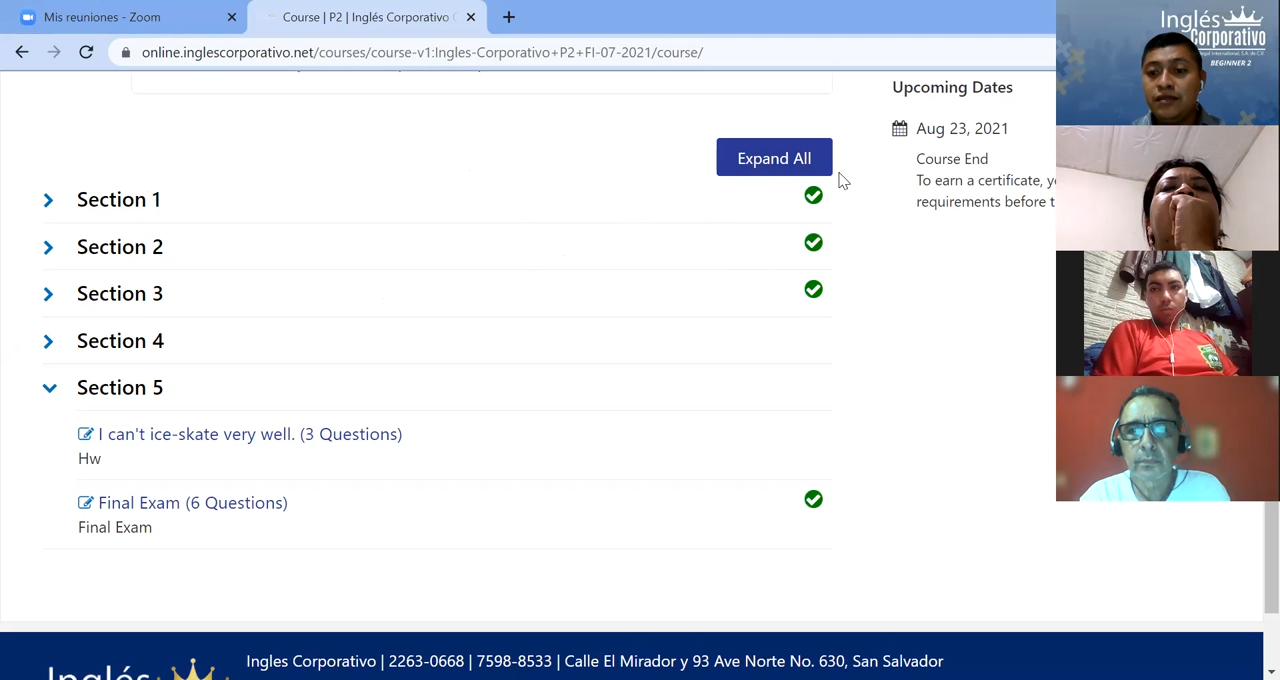 Mis reuniones - Zoom
Course | P2 | Inglés Corporativo
online.inglescorporativo.net/courses/course-v1:Ingles-Corporativo+P2+FI-07-2021/course/
Inglés
Corporativo
BEGINNER 2
Upcoming Dates
Aug 23, 2021
Course End
To earn a certificate, y
requirements before t
Expand All
Section 1
Section 2
Section 3
Section 4
Section 5
I can't ice-skate very well. (3 Questions)
Hw
Final Exam (6 Questions)
Final Exam
Inglés
Ingles Corporativo | 2263-0668 | 7598-8533 | Calle El Mirador y 93 Ave Norte No. 630, San Salvador